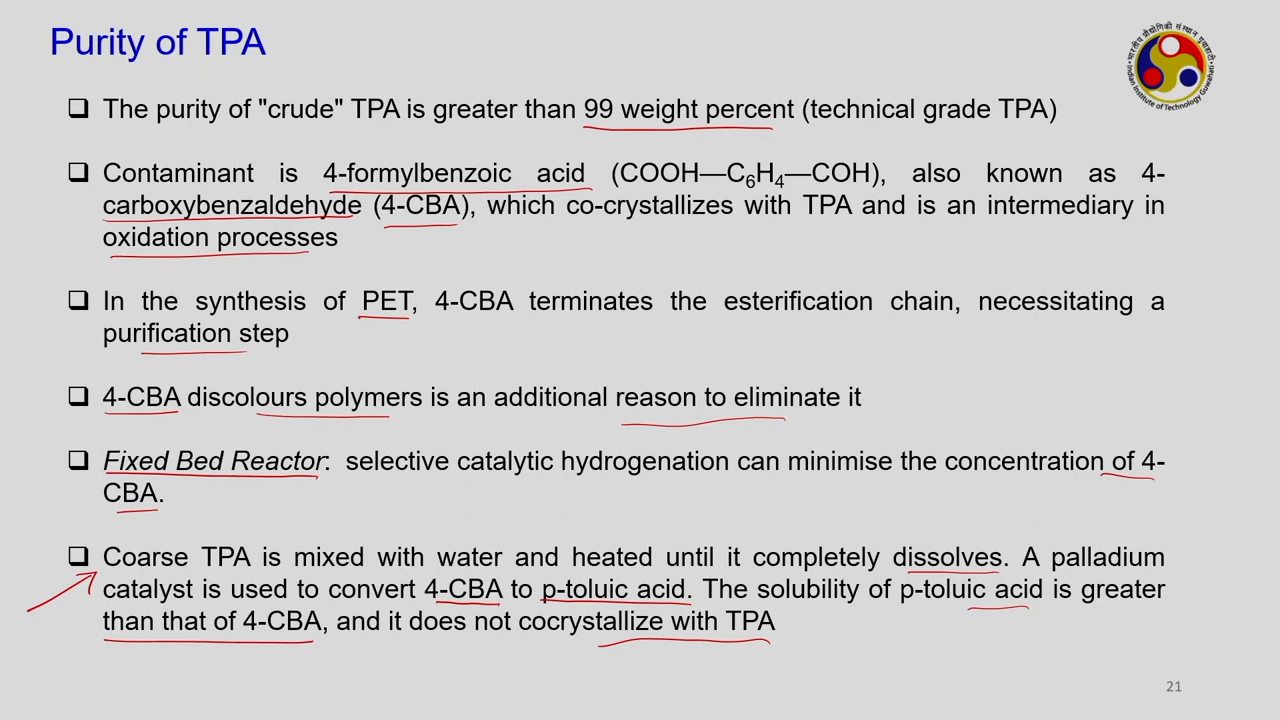 Purity of TPA
❑ The purity of "crude" TPA is greater than 99 weight percent (technical grade TPA)
❑ Contaminant is 4-formylbenzoic acid (COOH—C₆H₄—COH), also known as 4-
carboxybenzaldehyde (4-CBA), which co-crystallizes with TPA and is an intermediary in
oxidation processes
❑ In the synthesis of PET, 4-CBA terminates the esterification chain, necessitating a
purification step
❑ 4-CBA discolours polymers is an additional reason to eliminate it
❑ Fixed Bed Reactor: selective catalytic hydrogenation can minimise the concentration of 4-
CBA.
❑ Coarse TPA is mixed with water and heated until it completely dissolves. A palladium
catalyst is used to convert 4-CBA to p-toluic acid. The solubility of p-toluic acid is greater
than that of 4-CBA, and it does not cocrystallize with TPA
भारतीय प्रौद्योगिकी संस्थान गुवाहाटी
Indian Institute of Technology Guwahati
21